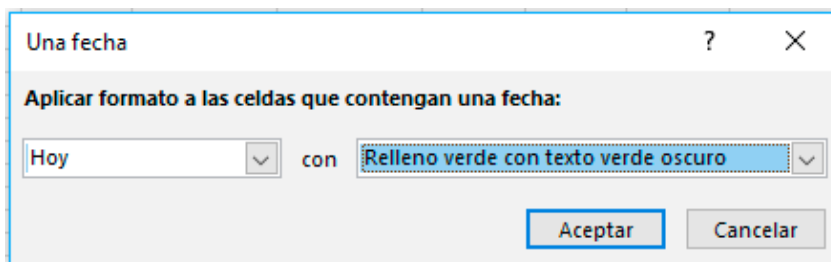 Una fecha ?
Aplicar formato a las celdas que contengan una fecha:
Hoy con Relleno verde con texto verde oscuro
Aceptar Cancelar